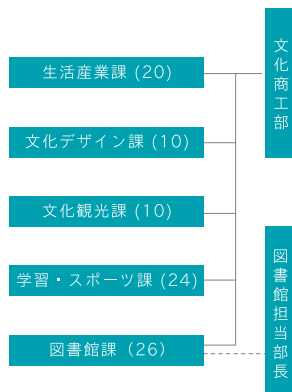 文化商工部
生活産業課 (20)
文化デザイン課 (10)
文化観光課 (10)
学習・スポーツ課 (24)
図書館課（26）
図書館担当部長